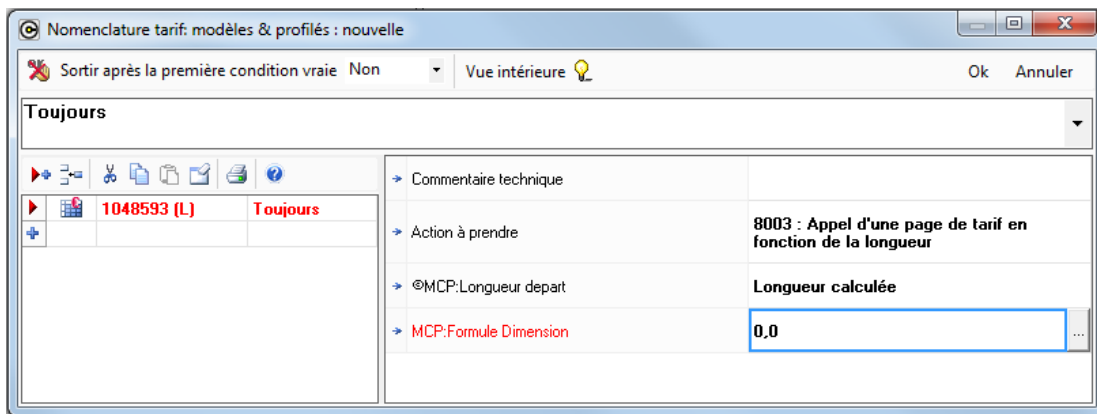 Nomenclature tarif: modèles & profilés : nouvelle
Sortir après la première condition vraie Non Vue intérieure Ok Annuler
Toujours
1048593 (L) Toujours
Commentaire technique
Action à prendre
8003 : Appel d'une page de tarif en
fonction de la longueur
©MCP:Longueur depart Longueur calculée
MCP:Formule Dimension 0,0 ...